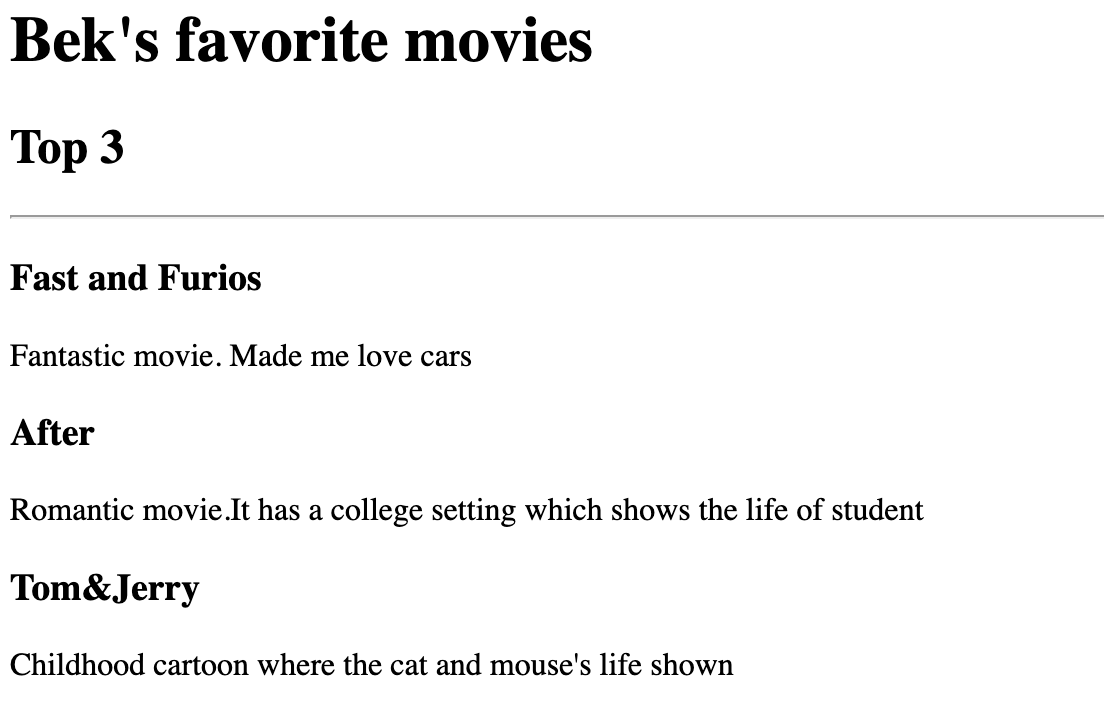 Bek's favorite movies
Top 3
Fast and Furios
Fantastic movie. Made me love cars
After
Romantic movie.It has a college setting which shows the life of student
Tom&Jerry
Childhood cartoon where the cat and mouse's life shown